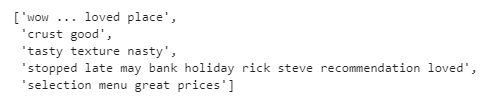 ['wow ... loved place',
'crust good',
'tasty texture nasty',
'stopped late may bank holiday rick steve recommendation loved',
'selection menu great prices']